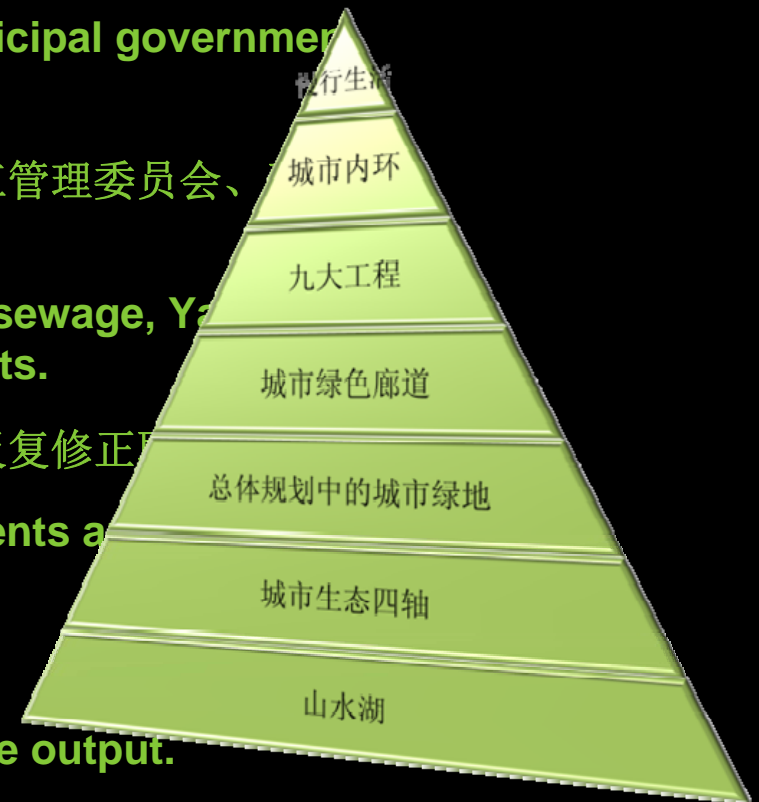 icipal governme
行生活
城市内环
管理委员会、
九大工程
sewage, Ya
ts.
城市绿色廊道
复修正
总体规划中的城市绿地
ents a
城市生态四轴
山水湖
e output.